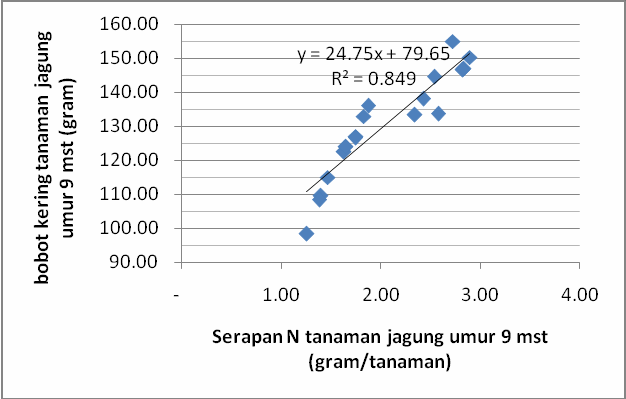 160.00
150.00
140.00
130.00
120.00
110.00
100.00
90.00
y = 24.75x + 79.65
R² = 0.849
bobot kering tanaman jagung
umur 9 mst (gram)
- 1.00 2.00 3.00 4.00
Serapan N tanaman jagung umur 9 mst
(gram/tanaman)